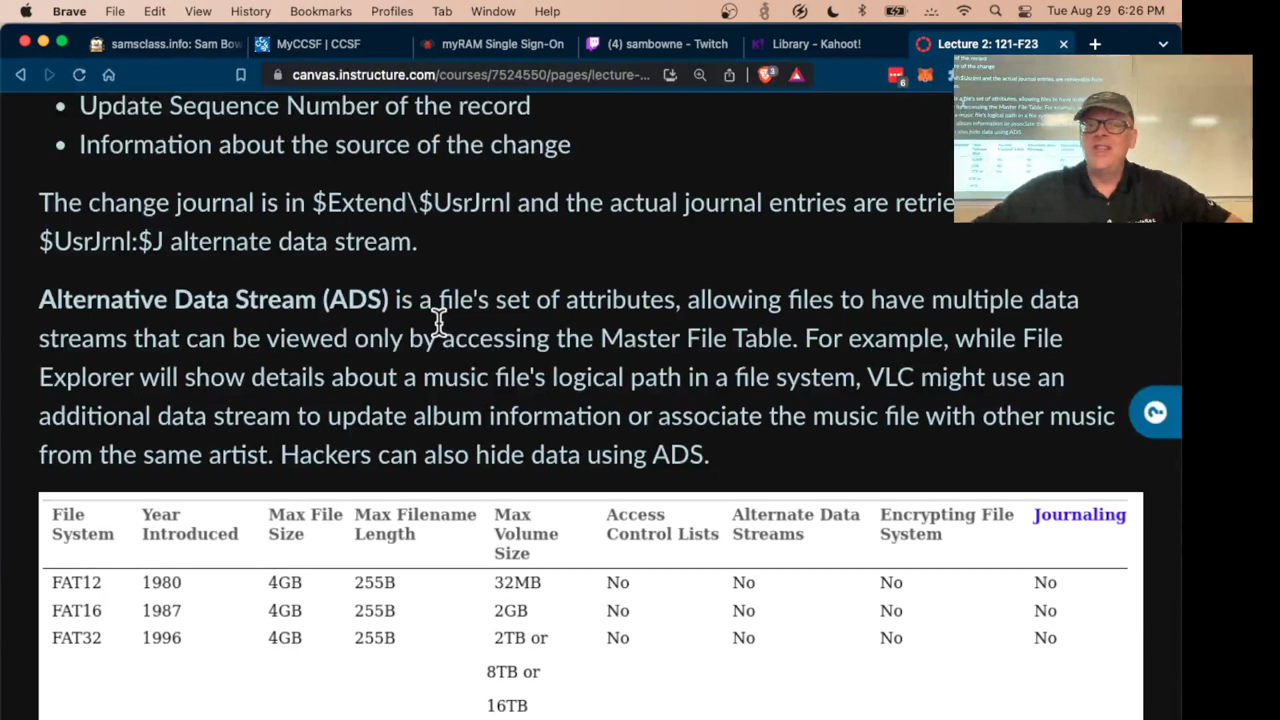 Brave File Edit View History Bookmarks Profiles Tab Window Help Tue Aug 29 6:26 PM
samsclass.info: Sam Bow MyCCSF | CCSF myRAM Single Sign-On (4) sambowne - Twitch Library - Kahoot! Lecture 2: 121-F23
canvas.instructure.com/courses/7524550/pages/lecture-... 3 6
• Update Sequence Number of the record
• Information about the source of the change
The change journal is in $Extend\$UsrJrnl and the actual journal entries are retrie
$UsrJrnl:$J alternate data stream.
Alternative Data Stream (ADS) is a file's set of attributes, allowing files to have multiple data
streams that can be viewed only by accessing the Master File Table. For example, while File
Explorer will show details about a music file's logical path in a file system, VLC might use an
additional data stream to update album information or associate the music file with other music
from the same artist. Hackers can also hide data using ADS.
File System Year Introduced Max File Size Max Filename Length Max Volume Size Access Control Lists Alternate Data Streams Encrypting File System Journaling
FAT12 1980 4GB 255B 32MB No No No No
FAT16 1987 4GB 255B 2GB No No No No
FAT32 1996 4GB 255B 2TB or No No No No
8TB or
16TB